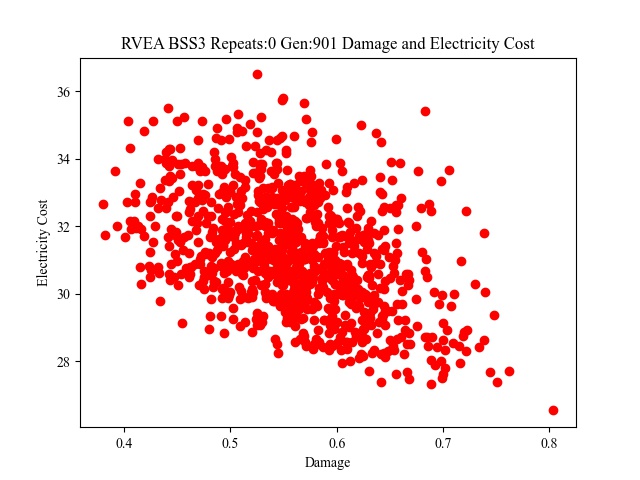 RVEA BSS3 Repeats:0 Gen:901 Damage and Electricity Cost
36
34
32
30
28
Electricity Cost
0.4 0.5 0.6 0.7 0.8
Damage